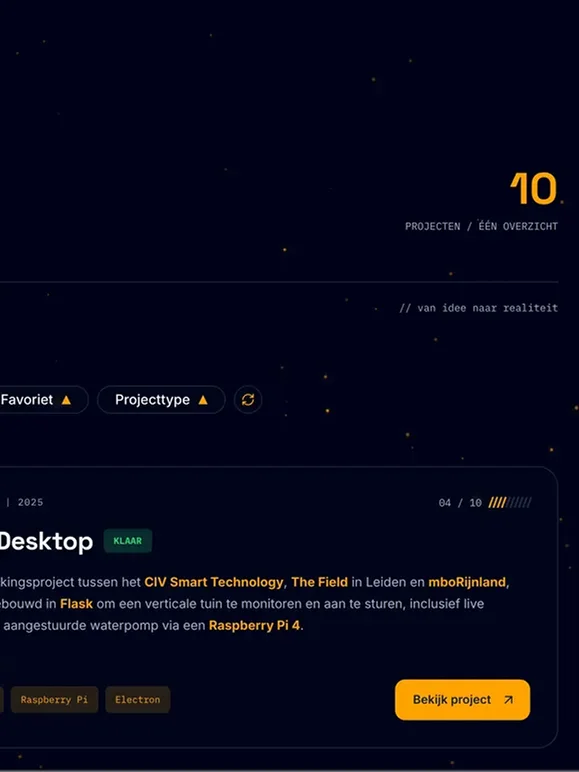 10.
PROJECTEN / ÉÉN OVERZICHT
// van idee naar realiteit
Favoriet ▲ Projecttype ▲
| 2025 04 / 10 //////////
Desktop KLAAR
kingsproject tussen het CIV Smart Technology, The Field in Leiden en mboRijnland,
ebouwd in Flask om een verticale tuin te monitoren en aan te sturen, inclusief live
aangestuurde waterpomp via een Raspberry Pi 4.
Raspberry Pi Electron Bekijk project ↗